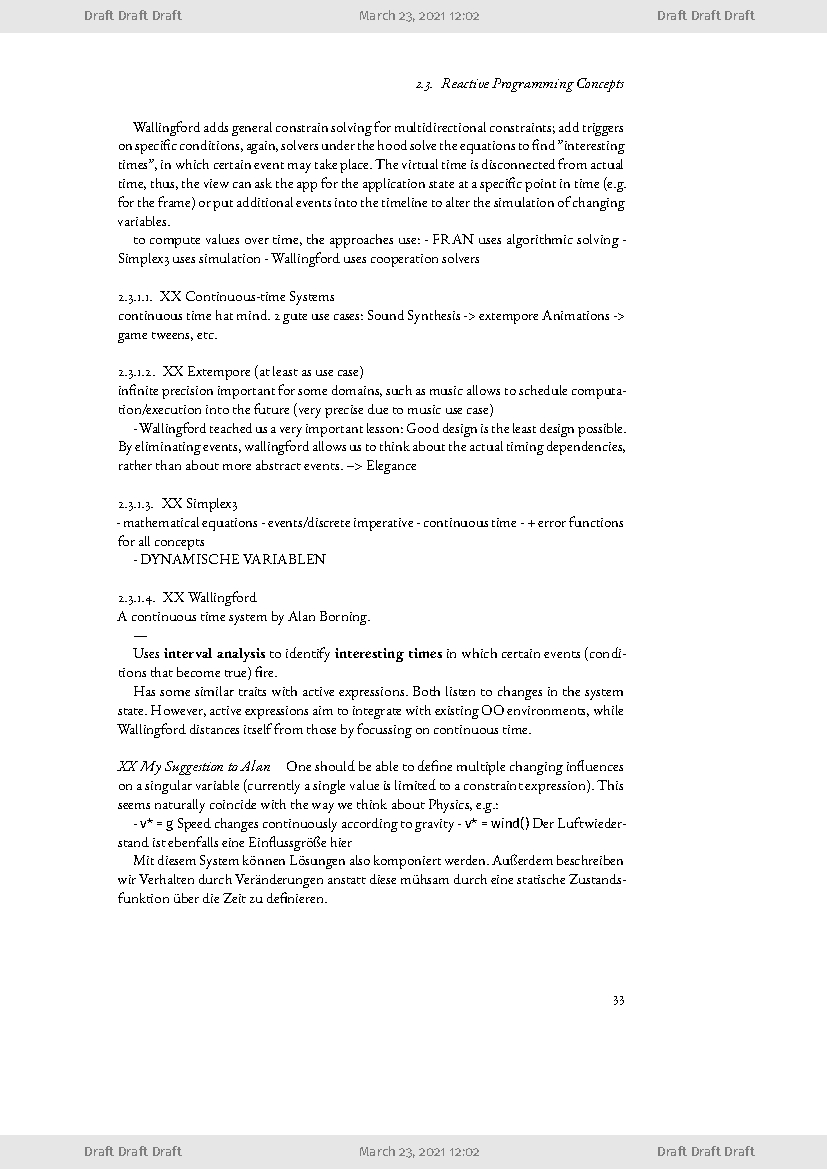 Draft Draft Draft March 23, 2021 12:02 Draft Draft Draft
2.3. Reactive Programming Concepts
Wallingford adds general constrain solving for multidirectional constraints; add triggers
on specific conditions, again, solvers under the hood solve the equations to find ”interesting
times”, in which certain event may take place. The virtual time is disconnected from actual
time, thus, the view can ask the app for the application state at a specific point in time (e.g.
for the frame) or put additional events into the timeline to alter the simulation of changing
variables.
to compute values over time, the approaches use: - FRAN uses algorithmic solving -
Simplex3 uses simulation - Wallingford uses cooperation solvers
2.3.1.1. XX Continuous-time Systems
continuous time hat mind. 2 gute use cases: Sound Synthesis -> extempore Animations ->
game tweens, etc.
2.3.1.2. XX Extempore (at least as use case)
infinite precision important for some domains, such as music allows to schedule computa-
tion/execution into the future (very precise due to music use case)
- Wallingford teached us a very important lesson: Good design is the least design possible.
By eliminating events, wallingford allows us to think about the actual timing dependencies,
rather than about more abstract events. –> Elegance
2.3.1.3. XX Simplex3
- mathematical equations - events/discrete imperative - continuous time - + error functions
for all concepts
- DYNAMISCHE VARIABLEN
2.3.1.4. XX Wallingford
A continuous time system by Alan Borning.
—
Uses interval analysis to identify interesting times in which certain events (condi-
tions that become true) fire.
Has some similar traits with active expressions. Both listen to changes in the system
state. However, active expressions aim to integrate with existing OO environments, while
Wallingford distances itself from those by focussing on continuous time.
XX My Suggestion to Alan One should be able to define multiple changing influences
on a singular variable (currently a single value is limited to a constraint expression). This
seems naturally coincide with the way we think about Physics, e.g.:
- v* = g Speed changes continuously according to gravity - v* = wind() Der Luftwieder-
stand ist ebenfalls eine Einflussgröße hier
Mit diesem System können Lösungen also komponiert werden. Außerdem beschreiben
wir Verhalten durch Veränderungen anstatt diese mühsam durch eine statische Zustands-
funktion über die Zeit zu definieren.
33
Draft Draft Draft March 23, 2021 12:02 Draft Draft Draft